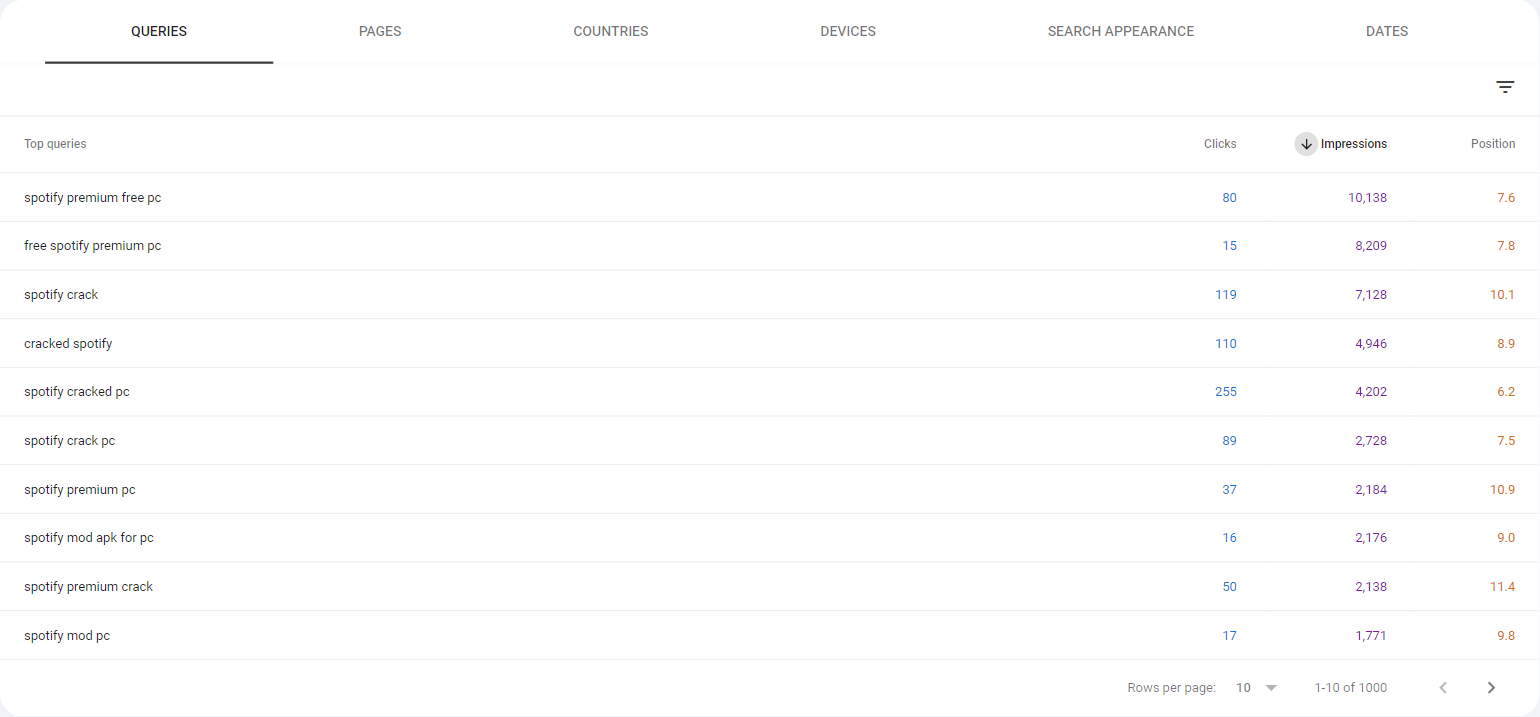 QUERIES PAGES COUNTRIES DEVICES SEARCH APPEARANCE DATES
Top queries Clicks Impressions Position
spotify premium free pc 80 10,138 7.6
free spotify premium pc 15 8,209 7.8
spotify crack 119 7,128 10.1
cracked spotify 110 4,946 8.9
spotify cracked pc 255 4,202 6.2
spotify crack pc 89 2,728 7.5
spotify premium pc 37 2,184 10.9
spotify mod apk for pc 16 2,176 9.0
spotify premium crack 50 2,138 11.4
spotify mod pc 17 1,771 9.8
Rows per page: 10 1-10 of 1000